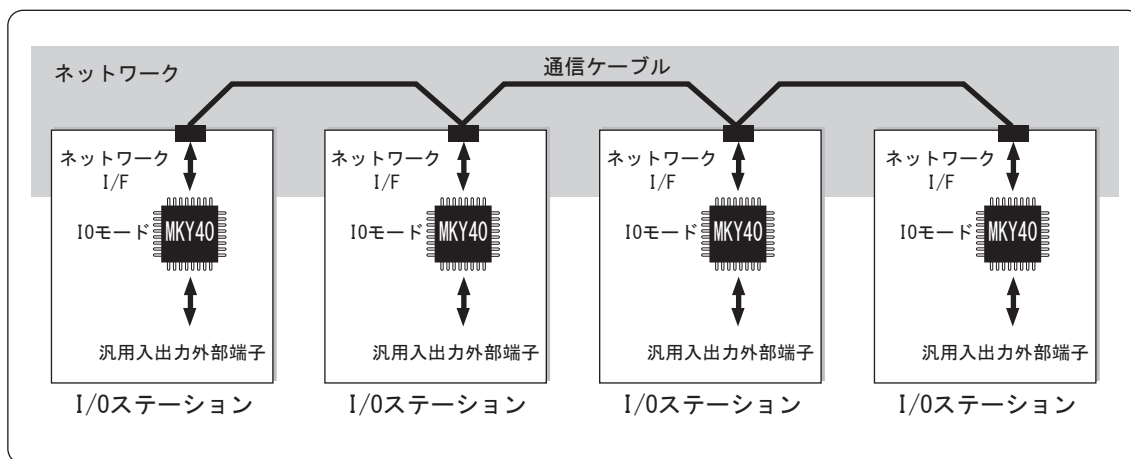 ネットワーク
通信ケーブル
ネットワーク
I/F
IOモード
MKY40
汎用入出力外部端子
I/Oステーション
ネットワーク
I/F
IOモード
MKY40
汎用入出力外部端子
I/Oステーション
ネットワーク
I/F
IOモード
MKY40
汎用入出力外部端子
I/Oステーション
ネットワーク
I/F
IOモード
MKY40
汎用入出力外部端子
I/Oステーション